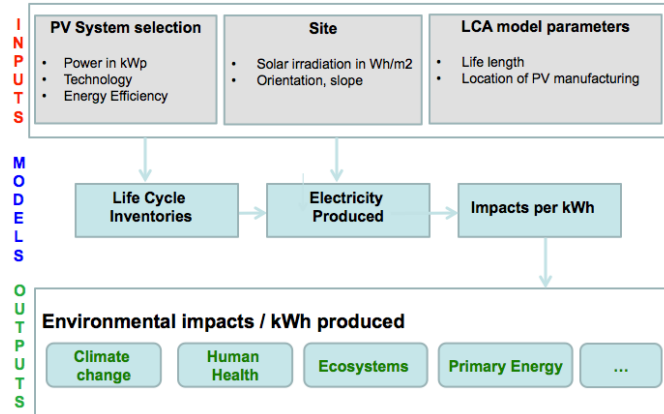 INPUTS
PV System selection
• Power in kWp
• Technology
• Energy Efficiency
Site
• Solar irradiation in Wh/m2
• Orientation, slope
LCA model parameters
• Life length
• Location of PV manufacturing
MODELS
Life Cycle
Inventories
Electricity
Produced
Impacts per kWh
OUTPUTS
Environmental impacts / kWh produced
Climate
change
Human
Health
Ecosystems
Primary Energy
...